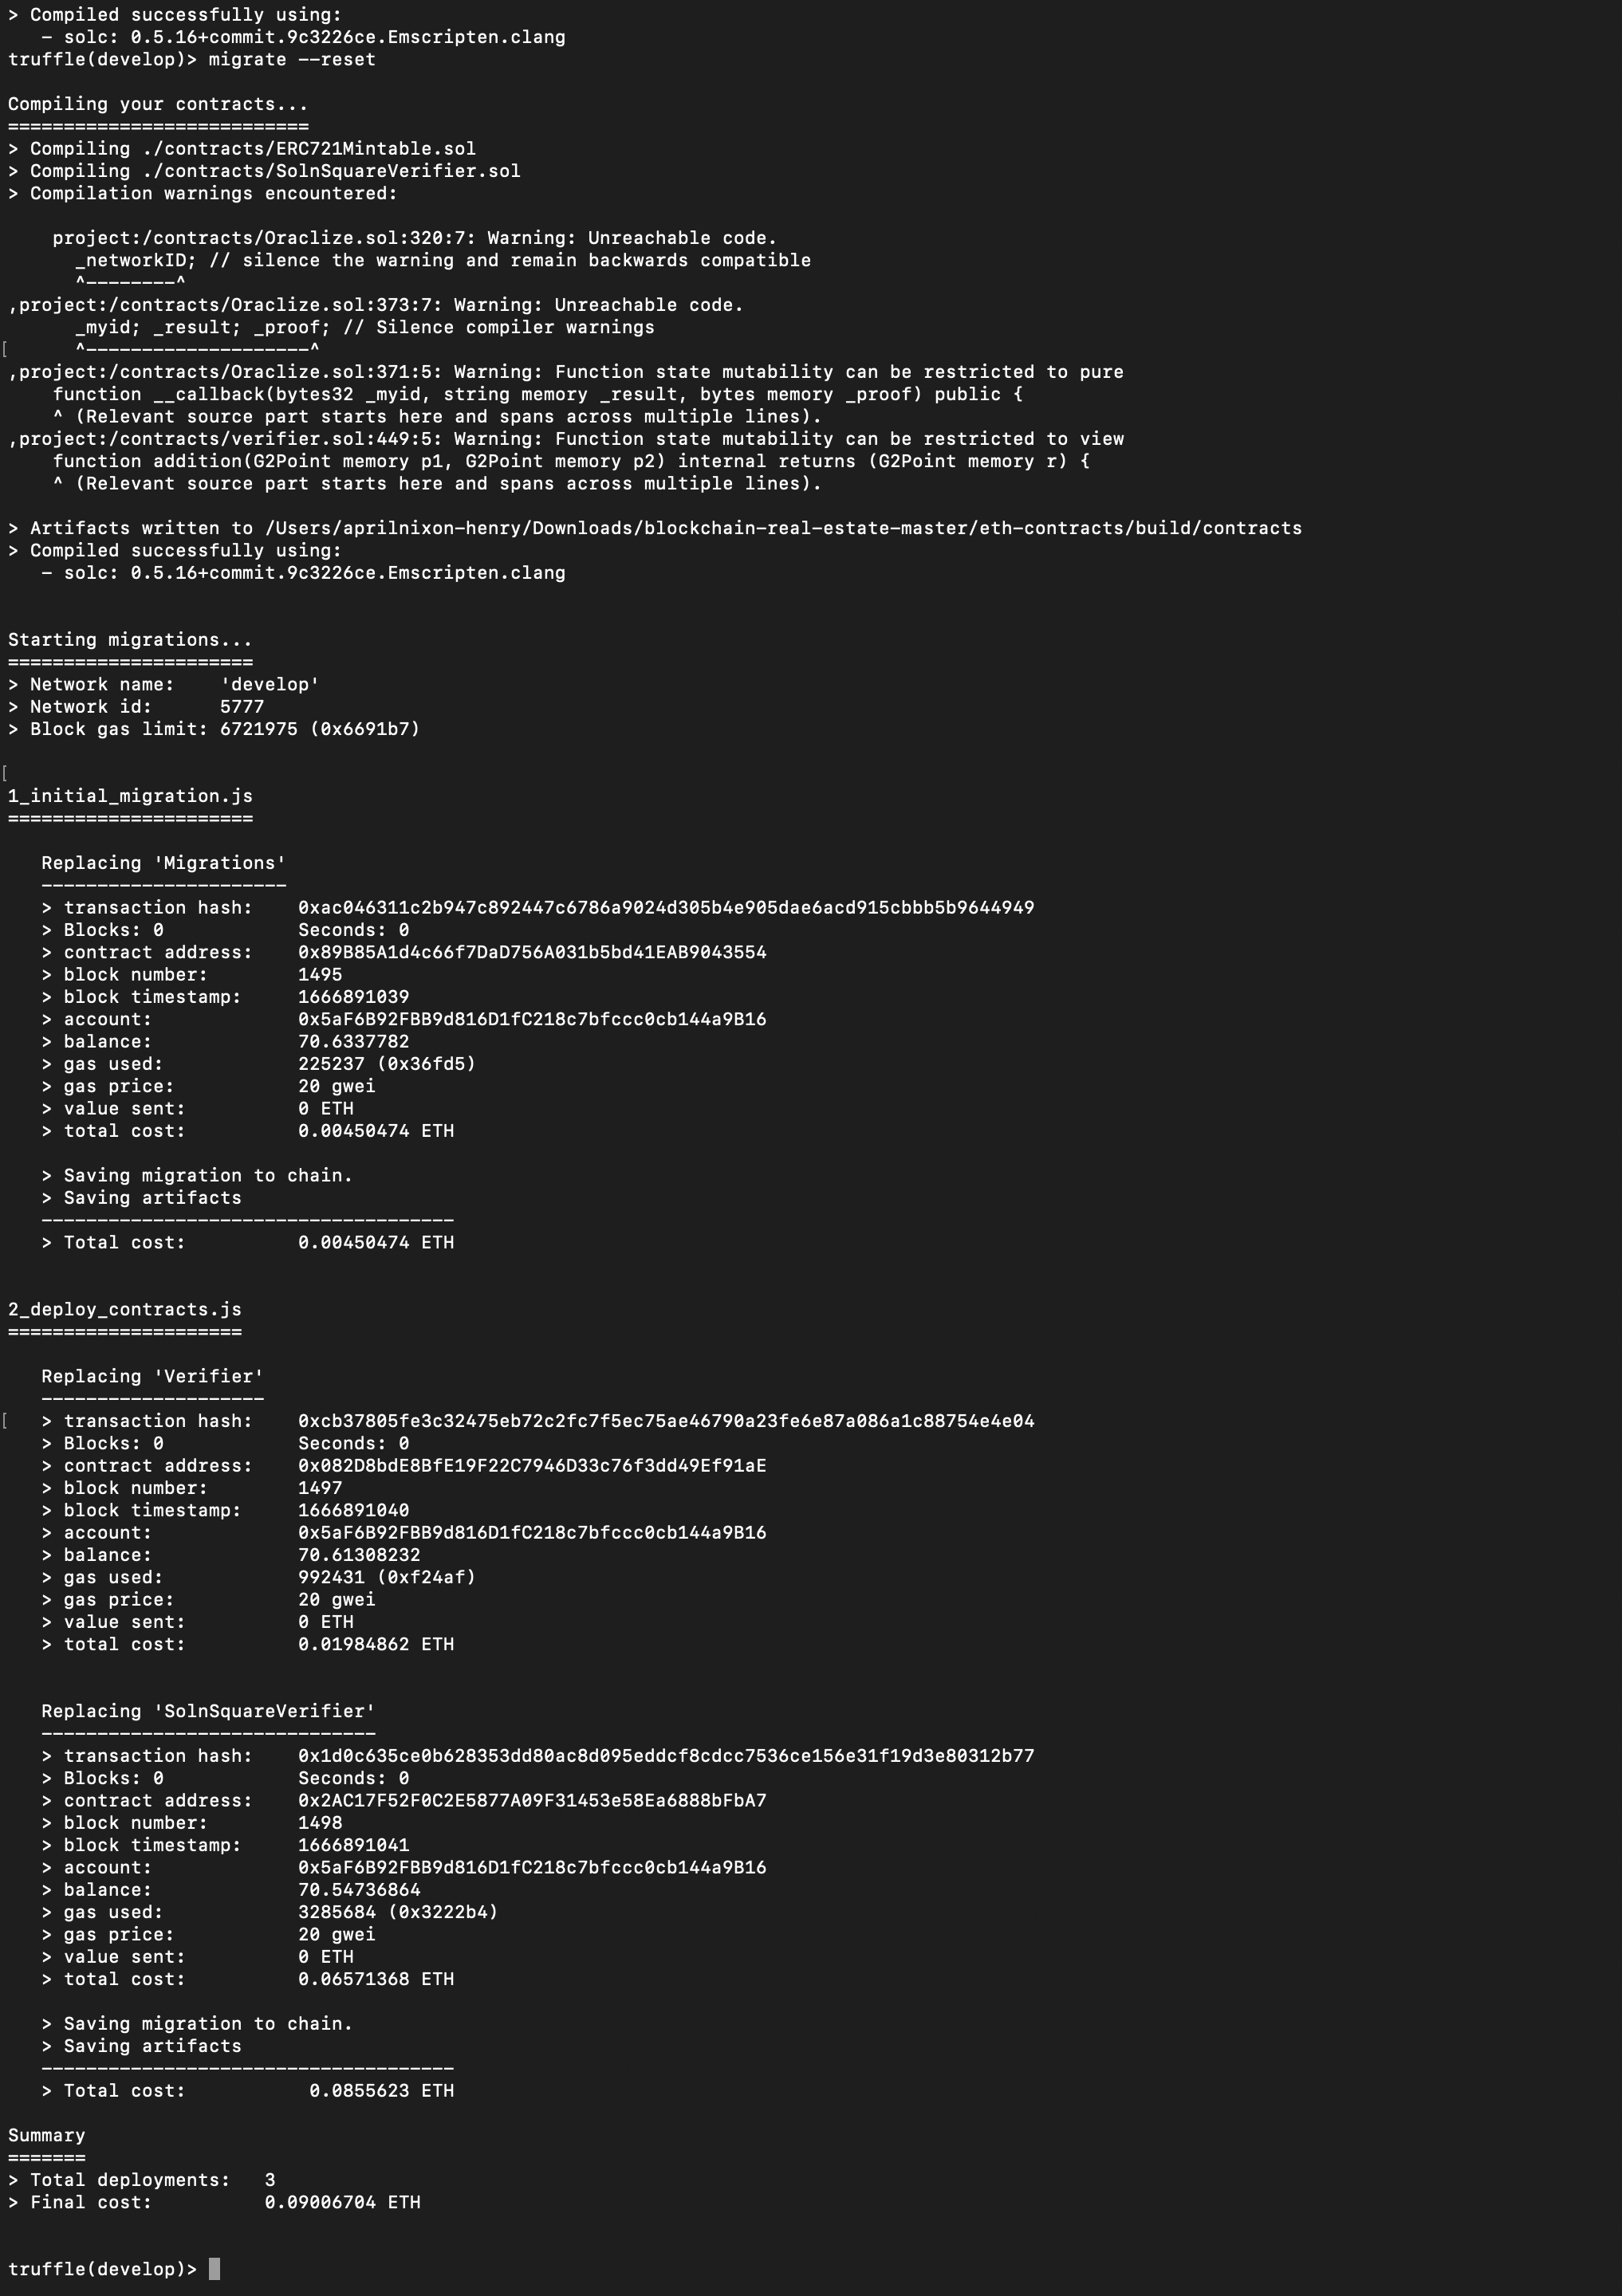 > Compiled successfully using:
   - solc: 0.5.16+commit.9c3226ce.Emscripten.clang
truffle(develop)> migrate --reset

Compiling your contracts...
===========================
> Compiling ./contracts/ERC721Mintable.sol
> Compiling ./contracts/SolnSquareVerifier.sol
> Compilation warnings encountered:

    project:/contracts/Oraclize.sol:320:7: Warning: Unreachable code.
      _networkID; // silence the warning and remain backwards compatible
      ^--------^
,project:/contracts/Oraclize.sol:373:7: Warning: Unreachable code.
      _myid; _result; _proof; // Silence compiler warnings
[      ^--------------------^
,project:/contracts/Oraclize.sol:371:5: Warning: Function state mutability can be restricted to pure
    function __callback(bytes32 _myid, string memory _result, bytes memory _proof) public {
    ^ (Relevant source part starts here and spans across multiple lines).
,project:/contracts/verifier.sol:449:5: Warning: Function state mutability can be restricted to view
    function addition(G2Point memory p1, G2Point memory p2) internal returns (G2Point memory r) {
    ^ (Relevant source part starts here and spans across multiple lines).

> Artifacts written to /Users/aprilnixon-henry/Downloads/blockchain-real-estate-master/eth-contracts/build/contracts
> Compiled successfully using:
   - solc: 0.5.16+commit.9c3226ce.Emscripten.clang


Starting migrations...
======================
> Network name:    'develop'
> Network id:      5777
> Block gas limit: 6721975 (0x6691b7)

[
1_initial_migration.js
======================

   Replacing 'Migrations'
   ----------------------
   > transaction hash:    0xac046311c2b947c892447c6786a9024d305b4e905dae6acd915cbbb5b9644949
   > Blocks: 0            Seconds: 0
   > contract address:    0x89B85A1d4c66f7DaD756A031b5bd41EAB9043554
   > block number:        1495
   > block timestamp:     1666891039
   > account:             0x5aF6B92FBB9d816D1fC218c7bfccc0cb144a9B16
   > balance:             70.6337782
   > gas used:            225237 (0x36fd5)
   > gas price:           20 gwei
   > value sent:          0 ETH
   > total cost:          0.00450474 ETH

   > Saving migration to chain.
   > Saving artifacts
   -------------------------------------
   > Total cost:          0.00450474 ETH


2_deploy_contracts.js
=====================

   Replacing 'Verifier'
   --------------------
[   > transaction hash:    0xcb37805fe3c32475eb72c2fc7f5ec75ae46790a23fe6e87a086a1c88754e4e04
   > Blocks: 0            Seconds: 0
   > contract address:    0x082D8bdE8BfE19F22C7946D33c76f3dd49Ef91aE
   > block number:        1497
   > block timestamp:     1666891040
   > account:             0x5aF6B92FBB9d816D1fC218c7bfccc0cb144a9B16
   > balance:             70.61308232
   > gas used:            992431 (0xf24af)
   > gas price:           20 gwei
   > value sent:          0 ETH
   > total cost:          0.01984862 ETH


   Replacing 'SolnSquareVerifier'
   ------------------------------
   > transaction hash:    0x1d0c635ce0b628353dd80ac8d095eddcf8cdcc7536ce156e31f19d3e80312b77
   > Blocks: 0            Seconds: 0
   > contract address:    0x2AC17F52F0C2E5877A09F31453e58Ea6888bFbA7
   > block number:        1498
   > block timestamp:     1666891041
   > account:             0x5aF6B92FBB9d816D1fC218c7bfccc0cb144a9B16
   > balance:             70.54736864
   > gas used:            3285684 (0x3222b4)
   > gas price:           20 gwei
   > value sent:          0 ETH
   > total cost:          0.06571368 ETH

   > Saving migration to chain.
   > Saving artifacts
   -------------------------------------
   > Total cost:           0.0855623 ETH

Summary
=======
> Total deployments:   3
> Final cost:          0.09006704 ETH


truffle(develop)>